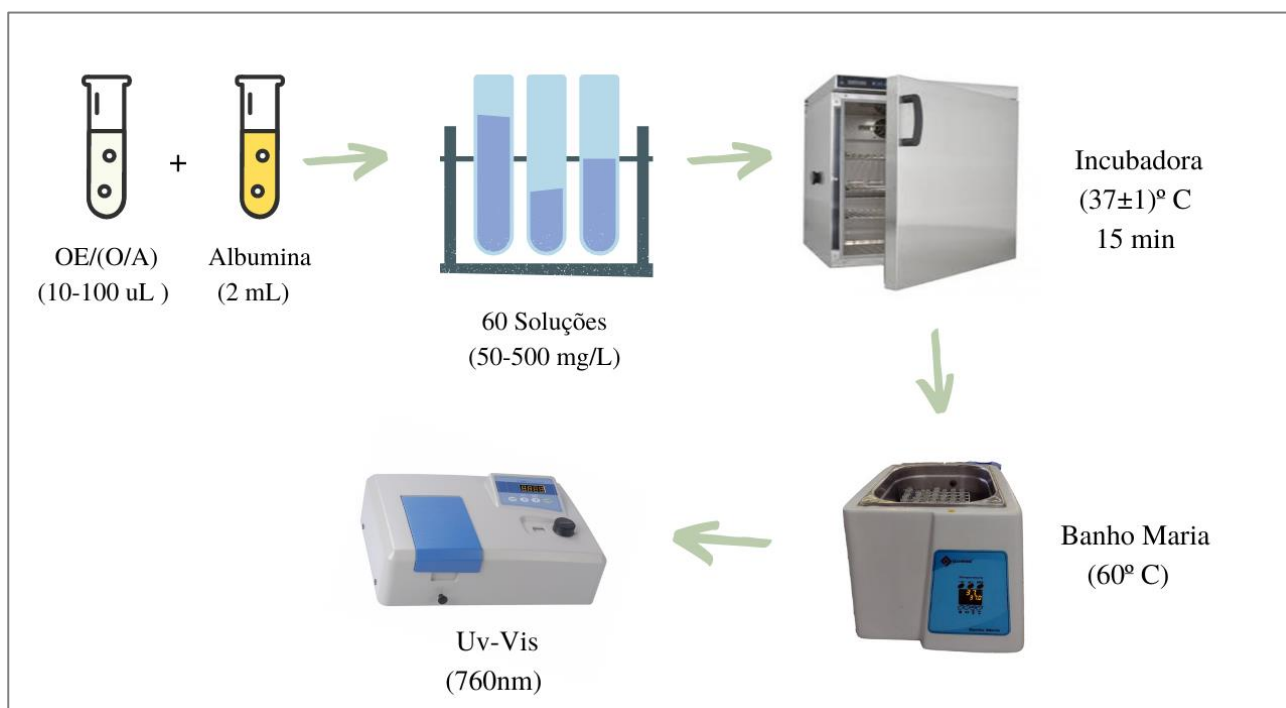 OE/(O/A)
(10-100 uL )
+
Albumina
(2 mL)
60 Soluções
(50-500 mg/L)
Incubadora
(37±1)º C
15 min
Banho Maria
(60º C)
Uv-Vis
(760nm)